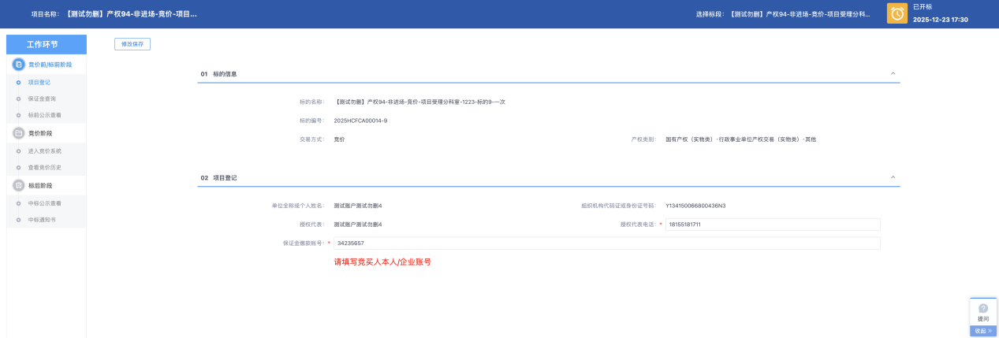 项目名称： 【测试勿删】产权94-非进场-竞价-项目...
选择标段： 【测试勿删】产权94-非进场-竞价-项目受理分科...
已开标
2025-12-23 17:30
工作环节
竞价前/标前阶段
项目登记
保证金查询
标前公示查看
竞价阶段
进入竞价系统
查看竞价历史
标后阶段
中标公示查看
中标通知书
修改保存
01 标的信息
标的名称： 【测试勿删】产权94-非进场-竞价-项目受理分科室-1223-标的9-一次
标的编号： 2025HCFCA00014-9
交易方式： 竞价
产权类别： 国有产权（实物类）·行政事业单位产权交易（实物类）·其他
02 项目登记
单位全称或个人姓名： 测试账户测试勿删4
组织机构代码证或身份证号码： Y134150066800436N3
授权代表： 测试账户测试勿删4
授权代表电话： * 18155181711
保证金缴款账号： * 34235657
请填写竞买人本人/企业账号
提问
收起 »